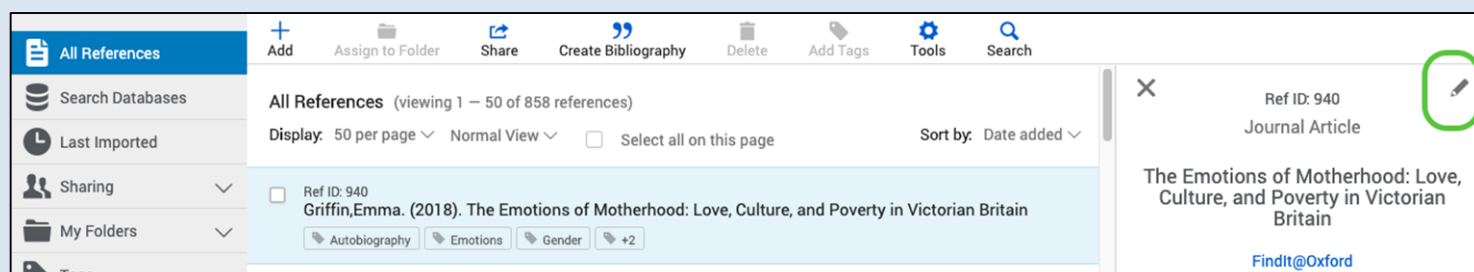 All References
Search Databases
Last Imported
Sharing
My Folders
Tags
Add
Assign to Folder
Share
Create Bibliography
Delete
Add Tags
Tools
Search
All References (viewing 1 – 50 of 858 references)
Display: 50 per page Normal View Select all on this page Sort by: Date added
Ref ID: 940
Griffin,Emma. (2018). The Emotions of Motherhood: Love, Culture, and Poverty in Victorian Britain
Autobiography Emotions Gender +2
Ref ID: 940
Journal Article
The Emotions of Motherhood: Love,
Culture, and Poverty in Victorian
Britain
FindIt@Oxford